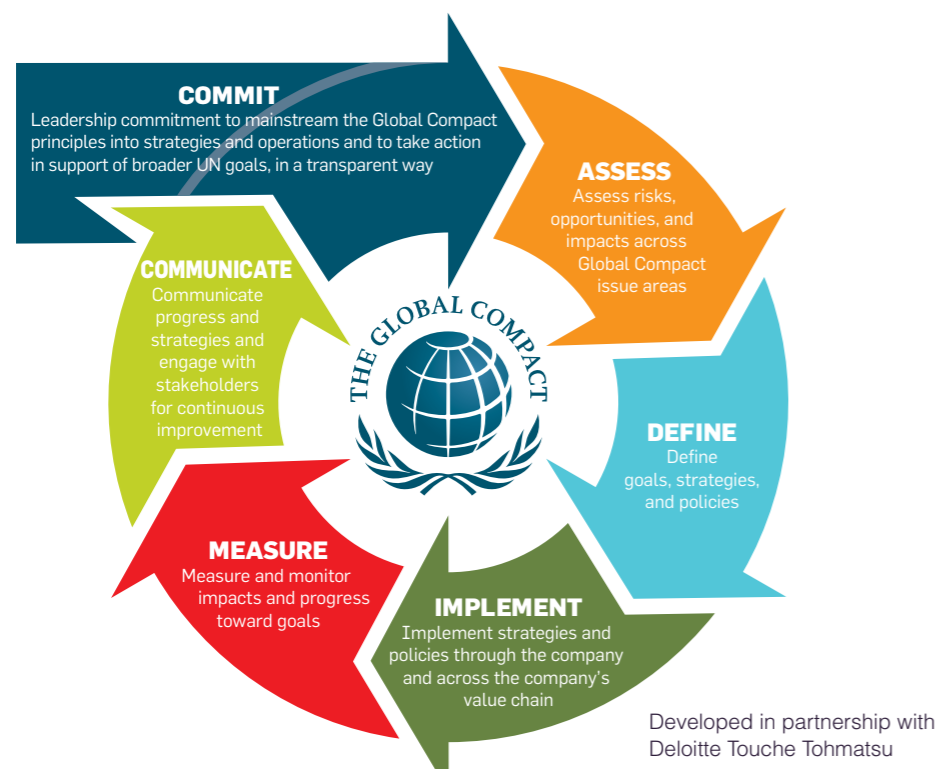 COMMIT
Leadership commitment to mainstream the Global Compact
principles into strategies and operations and to take action
in support of broader UN goals, in a transparent way
ASSESS
Assess risks,
opportunities, and
impacts across
Global Compact
issue areas
DEFINE
Define
goals, strategies,
and policies
IMPLEMENT
Implement strategies and
policies through the company
and across the company's
value chain
MEASURE
Measure and monitor
impacts and progress
toward goals
COMMUNICATE
Communicate
progress and
strategies and
engage with
stakeholders
for continuous
improvement
THE GLOBAL COMPACT
Developed in partnership with
Deloitte Touche Tohmatsu